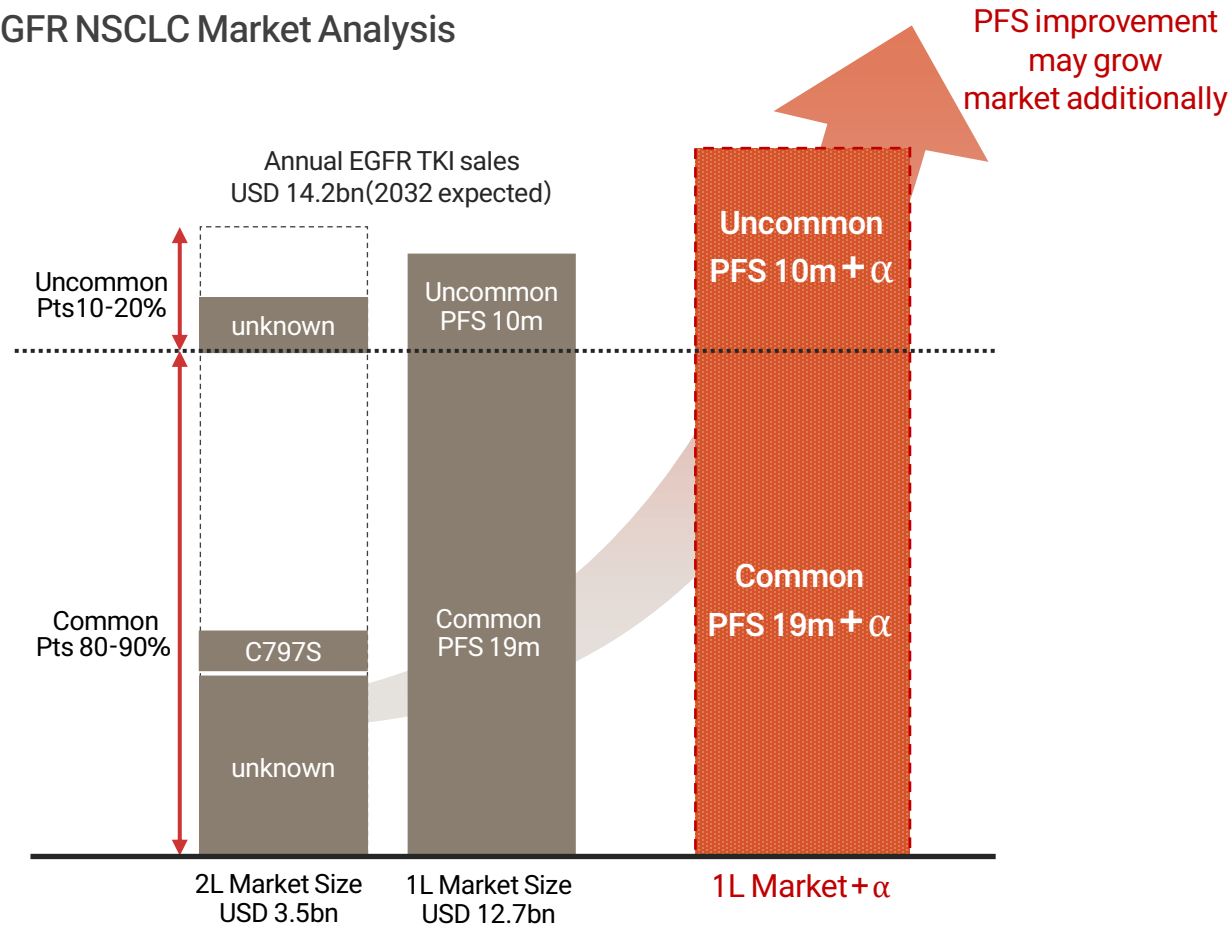 GFR NSCLC Market Analysis
PFS improvement
may grow
market additionally
Annual EGFR TKI sales
USD 14.2bn(2032 expected)
Uncommon
Pts10-20%
unknown
Uncommon
PFS 10m
Uncommon
PFS 10m + α
Common
Pts 80-90%
C797S
unknown
Common
PFS 19m
Common
PFS 19m + α
2L Market Size
USD 3.5bn
1L Market Size
USD 12.7bn
1L Market + α